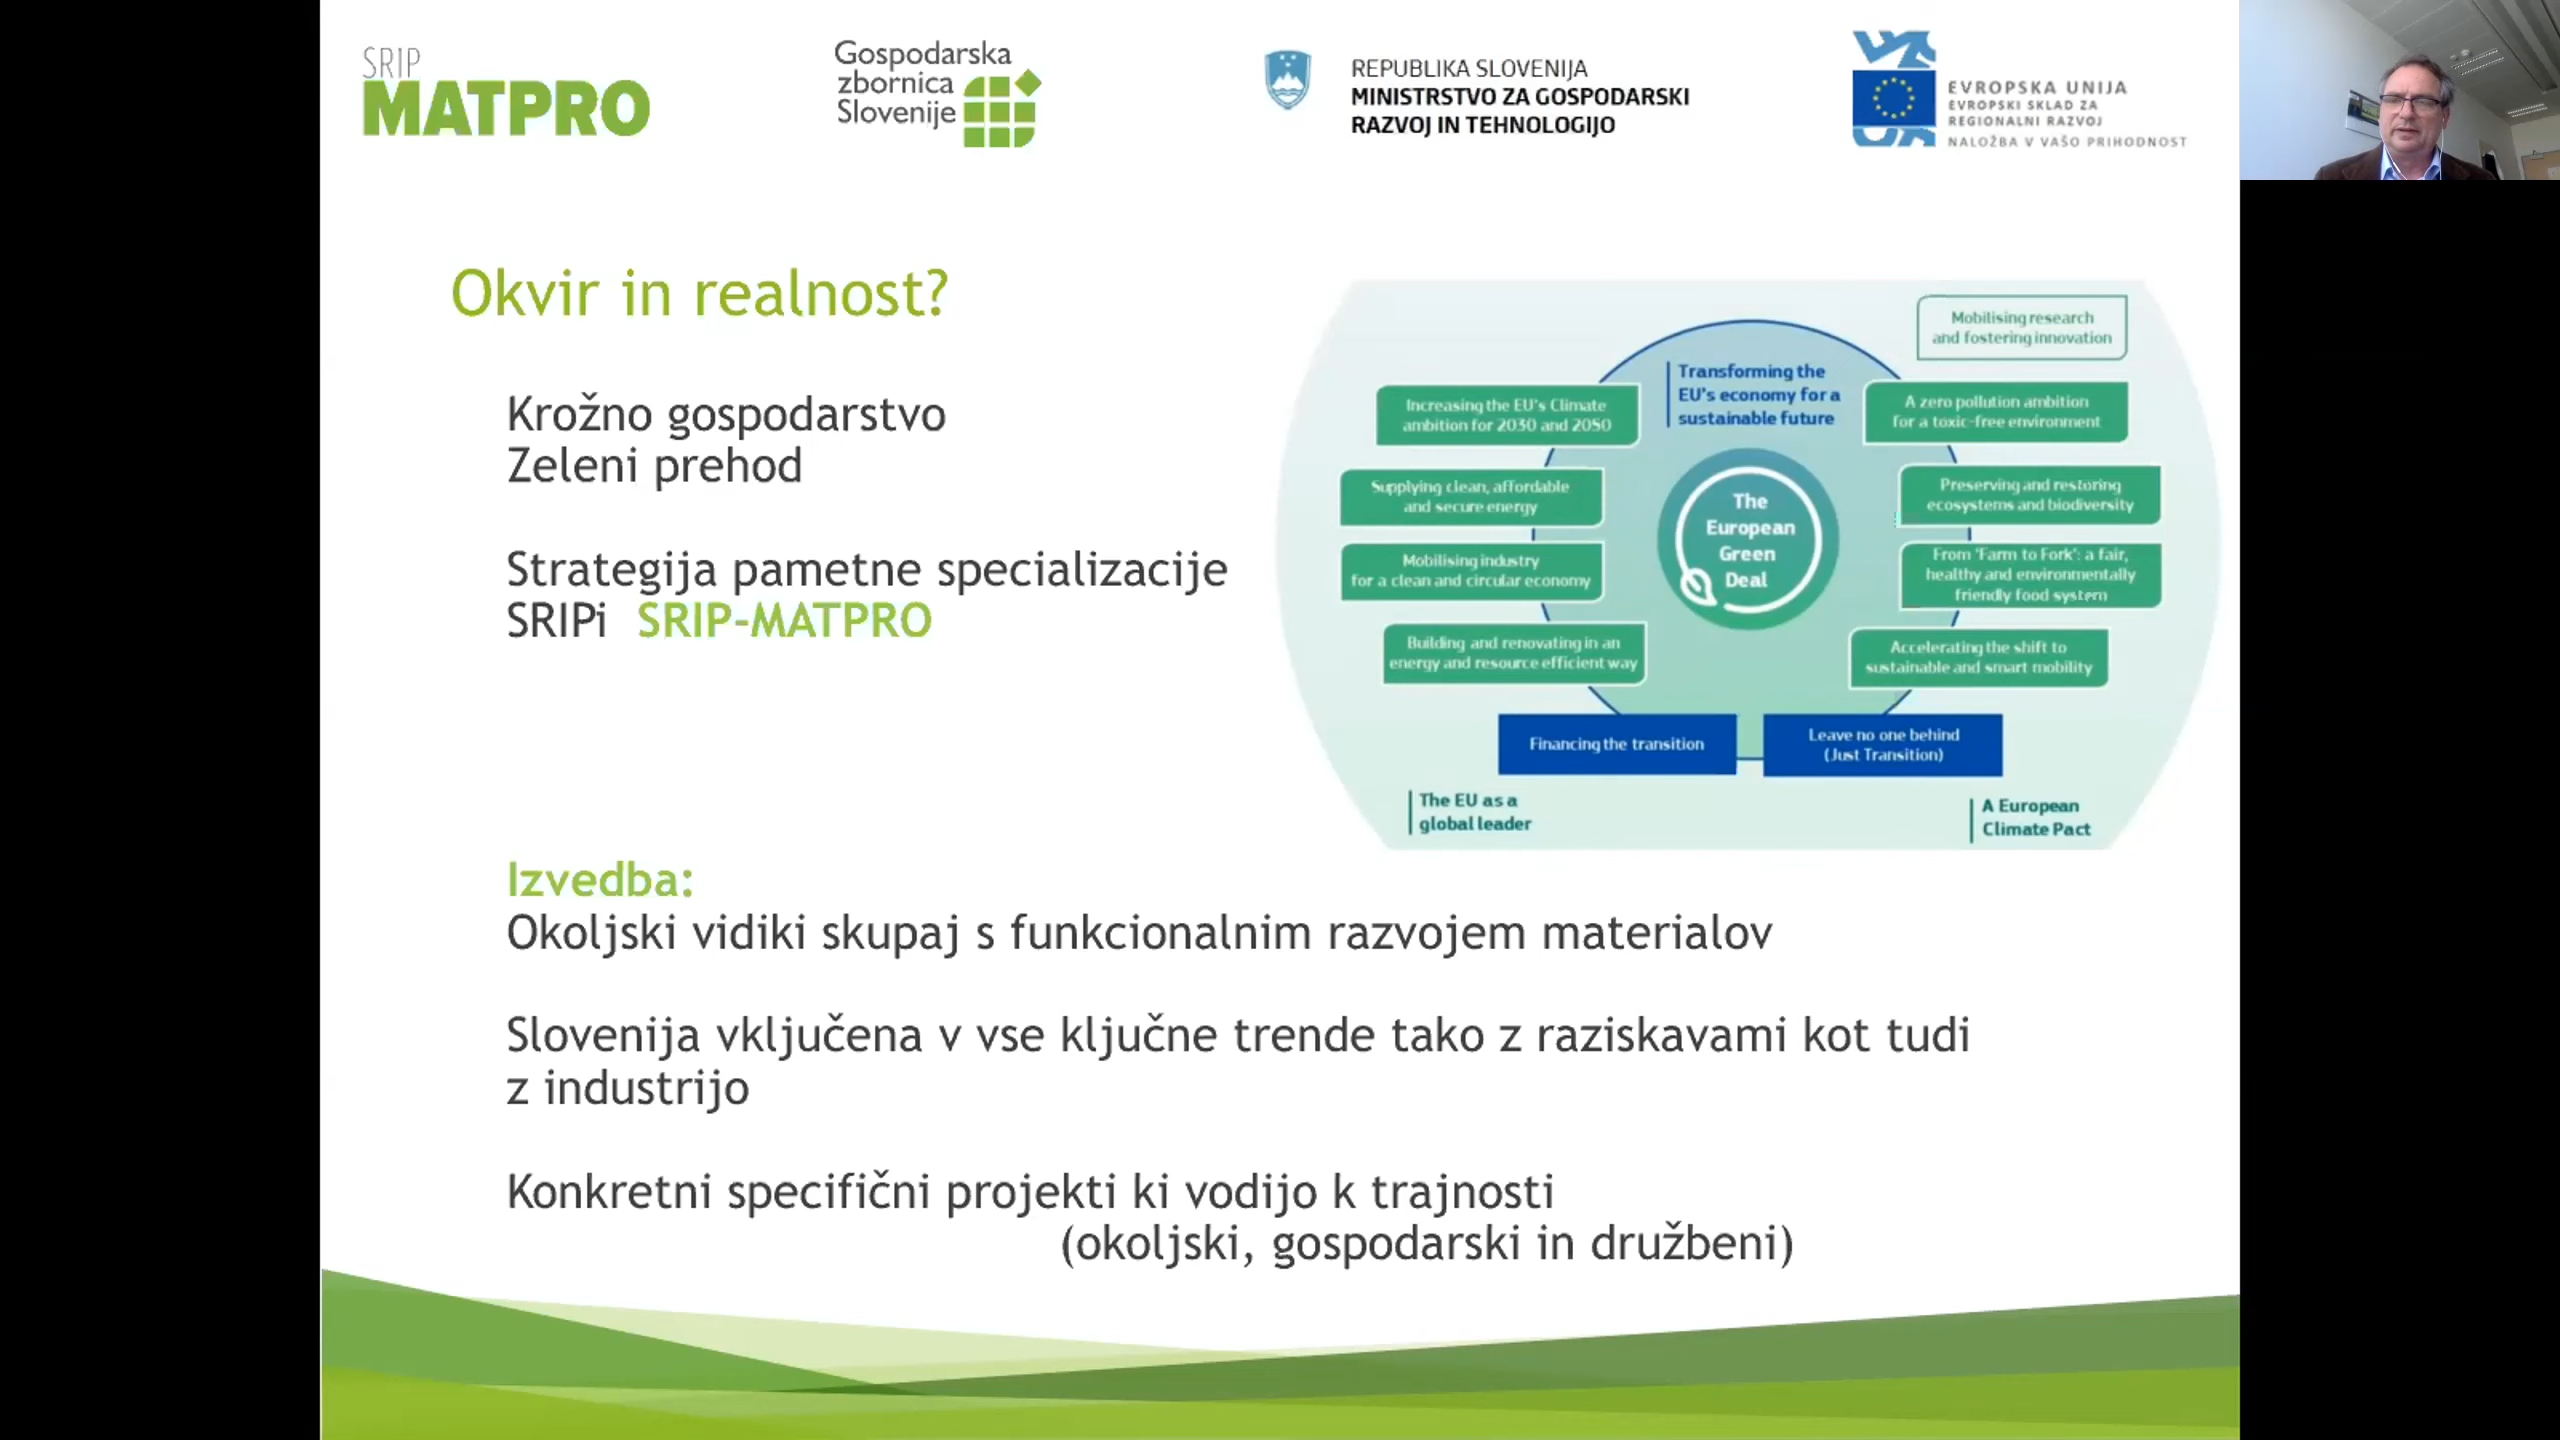 SRIP
MATPRO
Gospodarska
zbornica
Slovenije
REPUBLIKA SLOVENIJA
MINISTRSTVO ZA GOSPODARSKI
RAZVOJ IN TEHNOLOGIJO
EVROPSKA UNIJA
EVROPSKI SKLAD ZA
REGIONALNI RAZVOJ
NALOŽBA V VAŠO PRIHODNOST
Okvir in realnost?
Krožno gospodarstvo
Zeleni prehod
Strategija pametne specializacije
SRIPi SRIP-MATPRO
Mobilising research
and fostering innovation
Transforming the
EU's economy for a
sustainable future
Increasing the EU's Climate
ambition for 2030 and 2050
A zero pollution ambition
for a toxic-free environment
Supplying clean, affordable
and secure energy
Preserving and restoring
ecosystems and biodiversity
The
European
Green
Deal
Mobilising industry
for a clean and circular economy
From 'Farm to Fork': a fair,
healthy and environmentally
friendly food system
Building and renovating in an
energy and resource efficient way
Accelerating the shift to
sustainable and smart mobility
Financing the transition
Leave no one behind
(Just Transition)
The EU as a
global leader
A European
Climate Pact
Izvedba:
Okoljski vidiki skupaj s funkcionalnim razvojem materialov
Slovenija vključena v vse ključne trende tako z raziskavami kot tudi
z industrijo
Konkretni specifični projekti ki vodijo k trajnosti
(okoljski, gospodarski in družbeni)